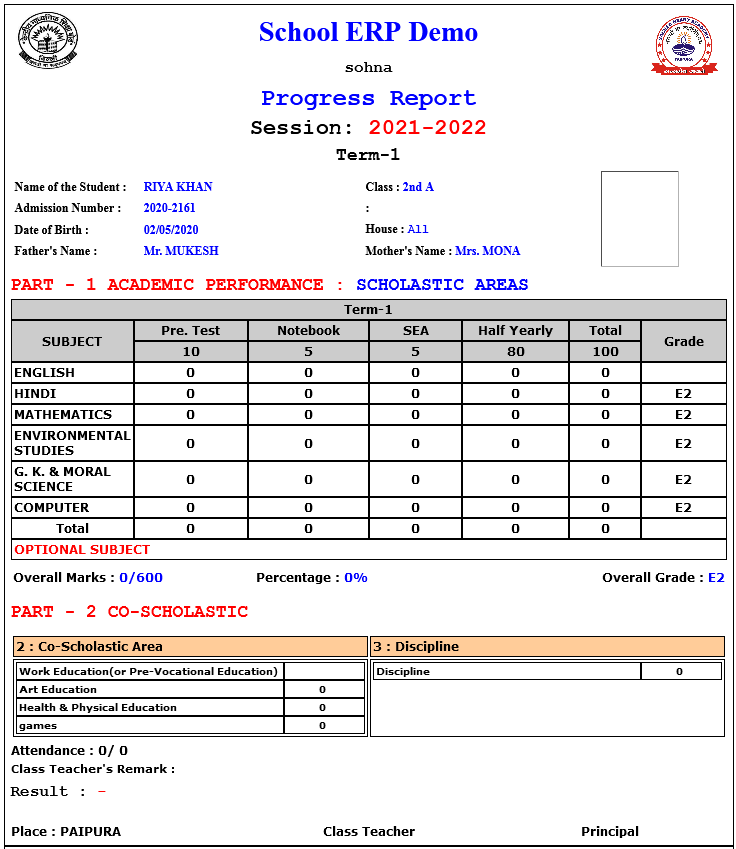 School ERP Demo
sohna
Progress Report
Session: 2021-2022
Term-1
Name of the Student : RIYA KHAN Class : 2nd A
Admission Number : 2020-2161 :
Date of Birth : 02/05/2020 House : All
Father's Name : Mr. MUKESH Mother's Name : Mrs. MONA
PART - 1 ACADEMIC PERFORMANCE : SCHOLASTIC AREAS
Term-1
SUBJECT Pre. Test Notebook SEA Half Yearly Total Grade
10 5 5 80 100
ENGLISH 0 0 0 0 0
HINDI 0 0 0 0 0 E2
MATHEMATICS 0 0 0 0 0 E2
ENVIRONMENTAL
STUDIES 0 0 0 0 0 E2
G. K. & MORAL
SCIENCE 0 0 0 0 0 E2
COMPUTER 0 0 0 0 0 E2
Total 0 0 0 0 0
OPTIONAL SUBJECT
Overall Marks : 0/600 Percentage : 0% Overall Grade : E2
PART - 2 CO-SCHOLASTIC
2 : Co-Scholastic Area 3 : Discipline
Work Education(or Pre-Vocational Education) Discipline 0
Art Education 0
Health & Physical Education 0
games 0
Attendance : 0/ 0
Class Teacher's Remark :
Result : -
Place : PAIPURA Class Teacher Principal